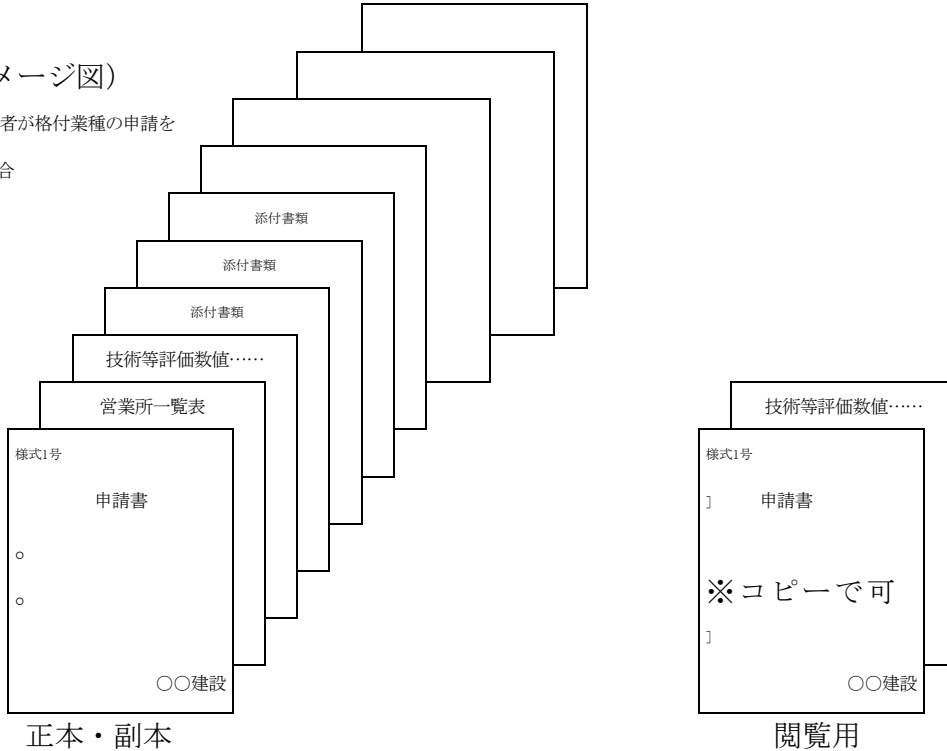 メージ図）
者が格付業種の申請を
合
添付書類
添付書類
添付書類
技術等評価数値……
営業所一覧表
様式1号
申請書
○
○
〇〇建設
正本・副本
技術等評価数値……
様式1号
］ 申請書
※コピーで可
］
〇〇建設
閲覧用